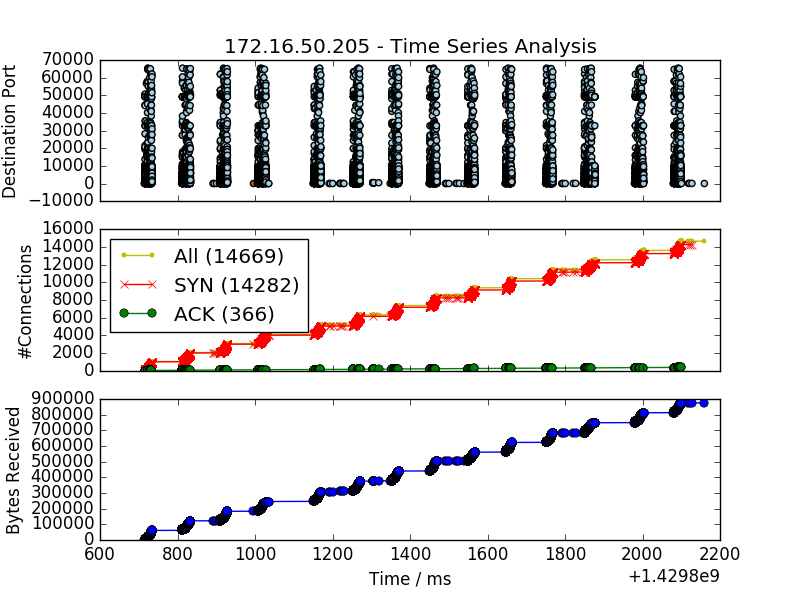 172.16.50.205 - Time Series Analysis
Destination Port
70000
60000
50000
40000
30000
20000
10000
0
−10000
#Connections
16000
14000
12000
10000
8000
6000
4000
2000
0
All (14669)
SYN (14282)
ACK (366)
Bytes Received
900000
800000
700000
600000
500000
400000
300000
200000
100000
0
600 800 1000 1200 1400 1600 1800 2000 2200
Time / ms
+1.4298e9